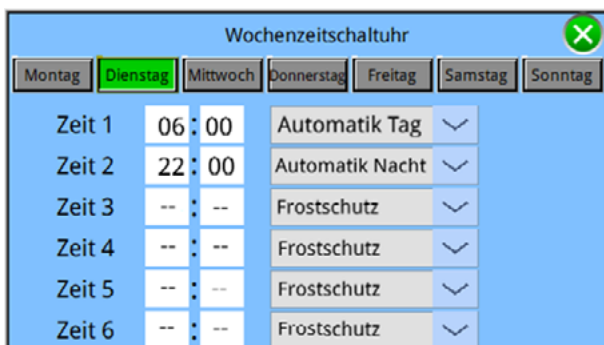 Wochenzeitschaltuhr
Montag Dienstag Mittwoch Donnerstag Freitag Samstag Sonntag
Zeit 1 06 : 00 Automatik Tag
Zeit 2 22 : 00 Automatik Nacht
Zeit 3 -- : -- Frostschutz
Zeit 4 -- : -- Frostschutz
Zeit 5 -- : -- Frostschutz
Zeit 6 -- : -- Frostschutz